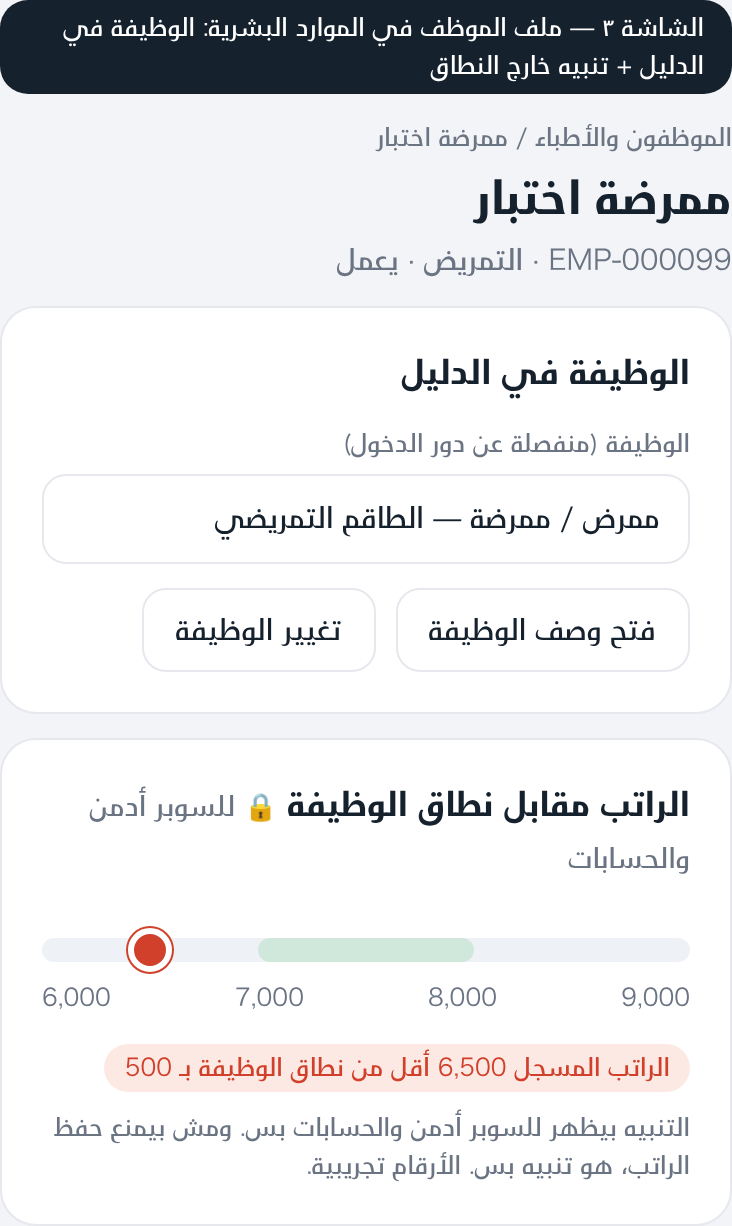 الشاشة ٣ — ملف الموظف في الموارد البشرية: الوظيفة في
الدليل + تنبيه خارج النطاق
الموظفون والأطباء / ممرضة اختبار
ممرضة اختبار
EMP-000099 · التمريض · يعمل
الوظيفة في الدليل
الوظيفة (منفصلة عن دور الدخول)
ممرض / ممرضة — الطاقم التمريضي
فتح وصف الوظيفة
تغيير الوظيفة
الراتب مقابل نطاق الوظيفة 🔒 للسوبر أدمن
والحسابات
9,000 8,000 7,000 6,000
الراتب المسجل 6,500 أقل من نطاق الوظيفة بـ 500
التنبيه بيظهر للسوبر أدمن والحسابات بس. ومش بيمنع حفظ
الراتب، هو تنبيه بس. الأرقام تجريبية.